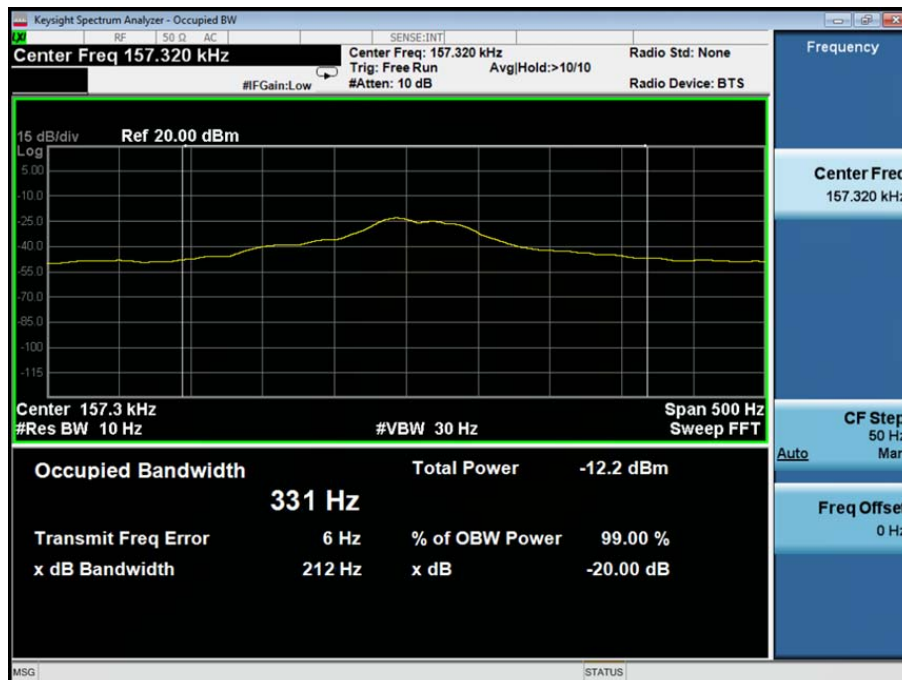 Keysight Spectrum Analyzer - Occupied BW
LXI RF 50 Ω AC SENSE:INT
Center Freq 157.320 kHz
Center Freq: 157.320 kHz Radio Std: None
Trig: Free Run Avg|Hold:>10/10
#IFGain:Low #Atten: 10 dB Radio Device: BTS
15 dB/div Ref 20.00 dBm
Log
5.00
-10.0
-25.0
-40.0
-55.0
-70.0
-85.0
-100
-115
Center 157.3 kHz Span 500 Hz
#Res BW 10 Hz #VBW 30 Hz Sweep FFT
Occupied Bandwidth Total Power -12.2 dBm
331 Hz
Transmit Freq Error 6 Hz % of OBW Power 99.00 %
x dB Bandwidth 212 Hz x dB -20.00 dB
Frequency
Center Freq
157.320 kHz
CF Step
50 Hz
Auto Man
Freq Offset
0 Hz
MSG STATUS